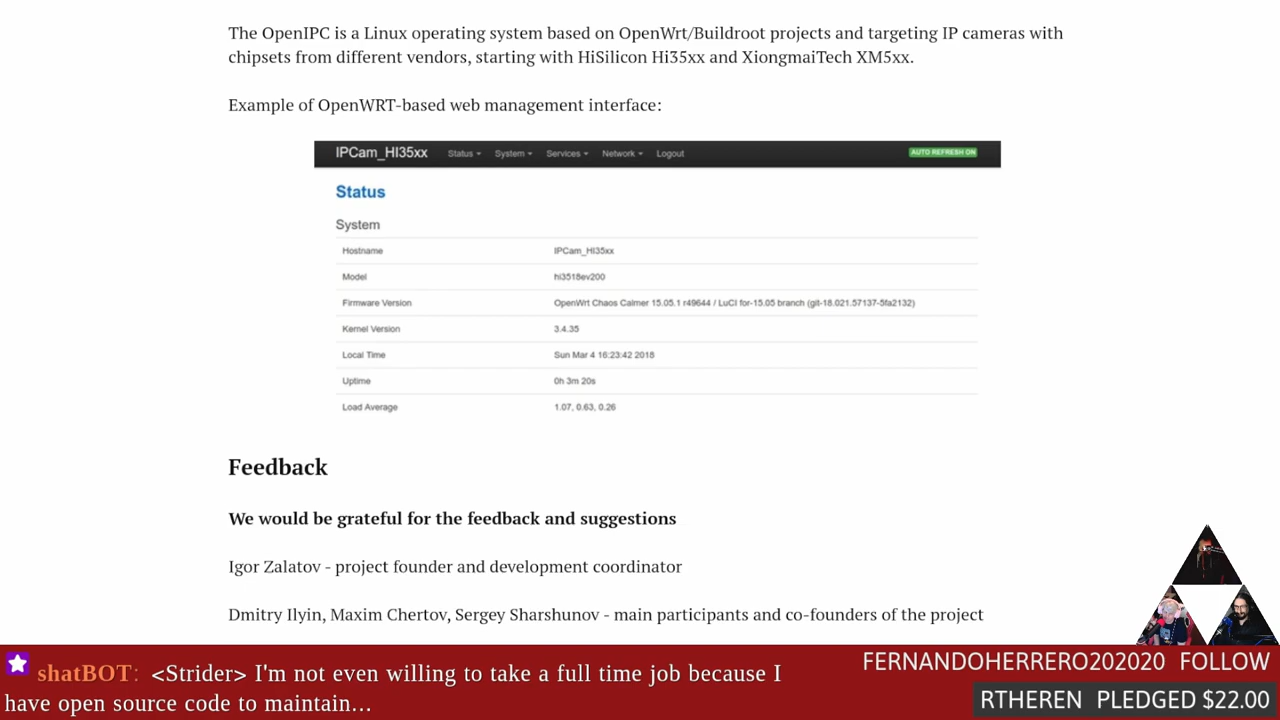 The OpenIPC is a Linux operating system based on OpenWrt/Buildroot projects and targeting IP cameras with
chipsets from different vendors, starting with HiSilicon Hi35xx and XiongmaiTech XM5xx.
Example of OpenWRT-based web management interface:
IPCam_HI35xx Status System Services Network Logout AUTO REFRESH ON
Status
System
Hostname IPCam_HI35xx
Model hi3518ev200
Firmware Version OpenWrt Chaos Calmer 15.05.1 r49644 / LuCI for-15.05 branch (git-18.021.57137-5fa2132)
Kernel Version 3.4.35
Local Time Sun Mar 4 16:23:42 2018
Uptime 0h 3m 20s
Load Average 1.07, 0.63, 0.26
Feedback
We would be grateful for the feedback and suggestions
Igor Zalatov - project founder and development coordinator
Dmitry Ilyin, Maxim Chertov, Sergey Sharshunov - main participants and co-founders of the project
shatBOT: <Strider> I'm not even willing to take a full time job because I
have open source code to maintain...
FERNANDOHERRERO202020 FOLLOW
RTHEREN PLEDGED $22.00